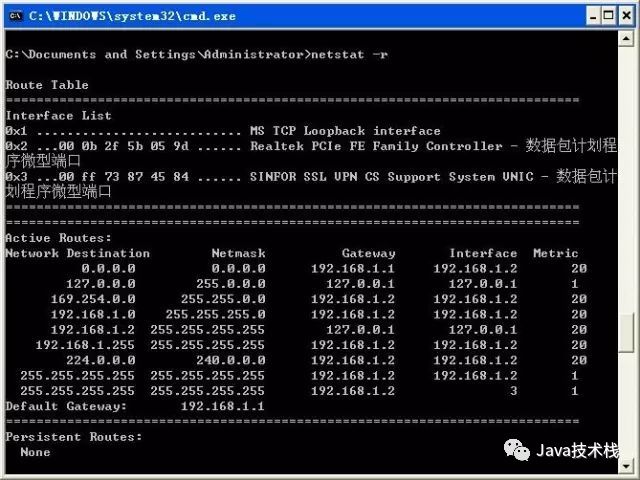 C:\WINDOWS\system32\cmd.exe
C:\Documents and Settings\Administrator>netstat -r
Route Table
===========================================================================
Interface List
0x1 ........................... MS TCP Loopback interface
0x2 ...00 0b 2f 5b 05 9d ...... Realtek PCIe FE Family Controller - 数据包计划程
序微型端口
0x3 ...00 ff 73 87 45 84 ...... SINFOR SSL VPN CS Support System VNIC - 数据包计
划程序微型端口
===========================================================================
===========================================================================
Active Routes:
Network Destination        Netmask          Gateway       Interface  Metric
0.0.0.0          0.0.0.0      192.168.1.1     192.168.1.2       20
127.0.0.0        255.0.0.0        127.0.0.1       127.0.0.1       1
169.254.0.0      255.255.0.0      192.168.1.2     192.168.1.2       20
192.168.1.0    255.255.255.0      192.168.1.2     192.168.1.2       20
192.168.1.2  255.255.255.255        127.0.0.1       127.0.0.1       20
192.168.1.255  255.255.255.255      192.168.1.2     192.168.1.2       20
224.0.0.0        240.0.0.0      192.168.1.2     192.168.1.2       20
255.255.255.255  255.255.255.255      192.168.1.2     192.168.1.2       1
255.255.255.255  255.255.255.255      192.168.1.2               3       1
Default Gateway:       192.168.1.1
===========================================================================
Persistent Routes:
None
Java技术栈